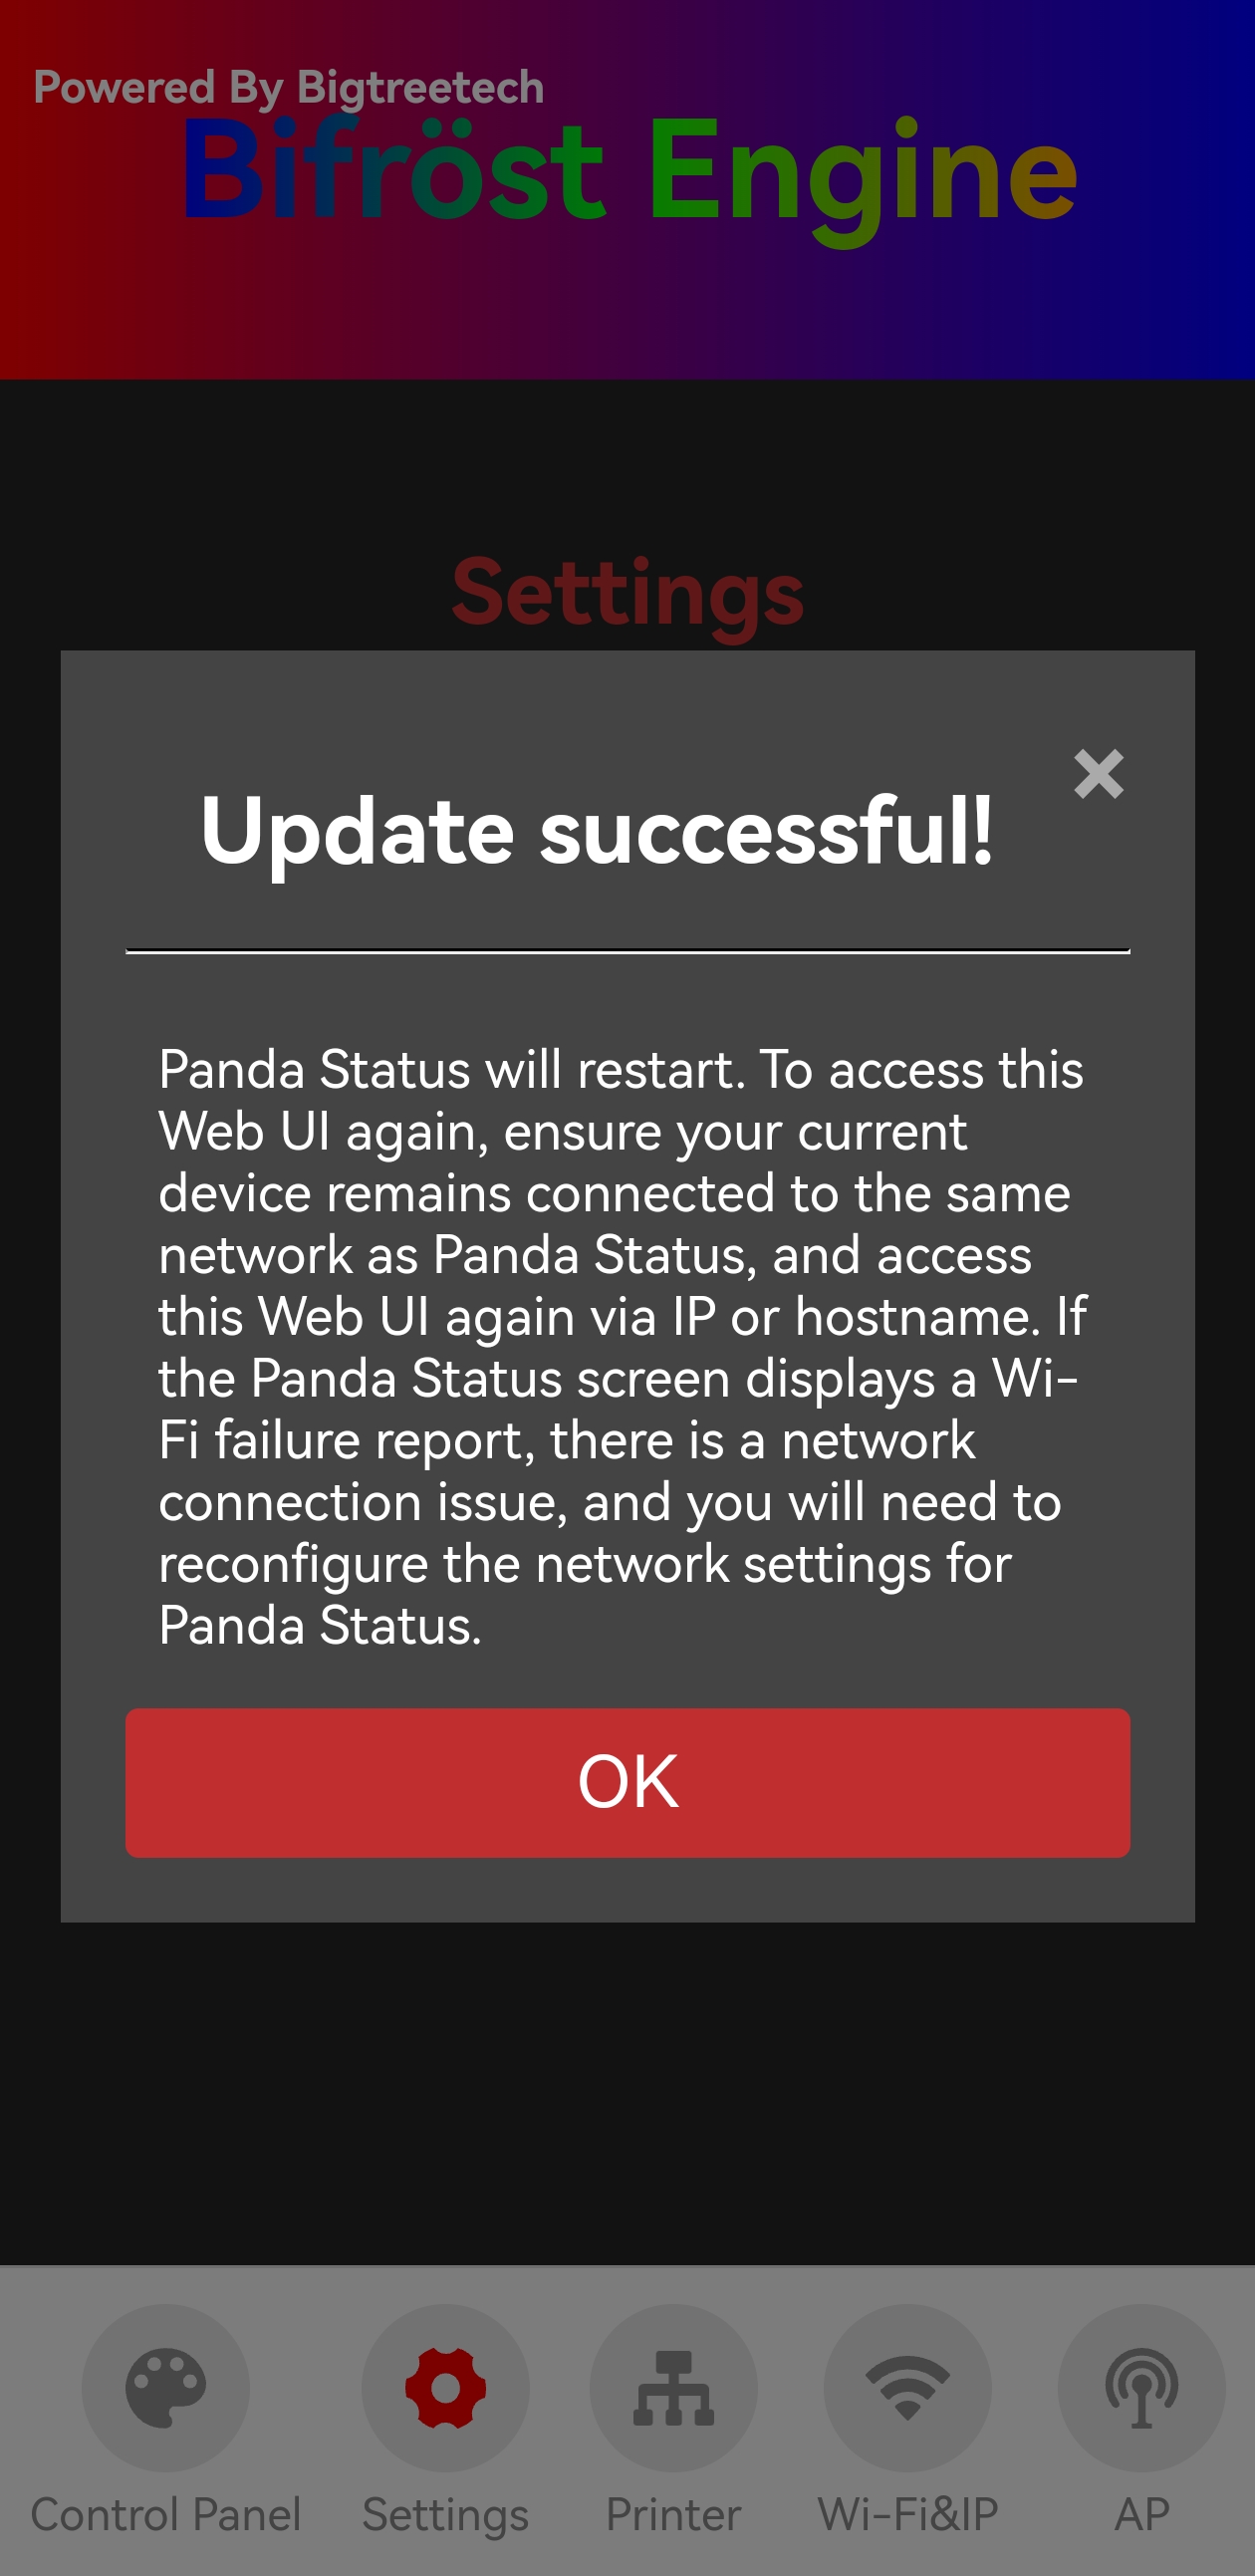 Powered By Bigtreetech
Bifröst Engine
Settings
Update successful!
Panda Status will restart. To access this
Web UI again, ensure your current
device remains connected to the same
network as Panda Status, and access
this Web UI again via IP or hostname. If
the Panda Status screen displays a Wi-
Fi failure report, there is a network
connection issue, and you will need to
reconfigure the network settings for
Panda Status.
OK
Control Panel Settings Printer Wi-Fi&IP AP